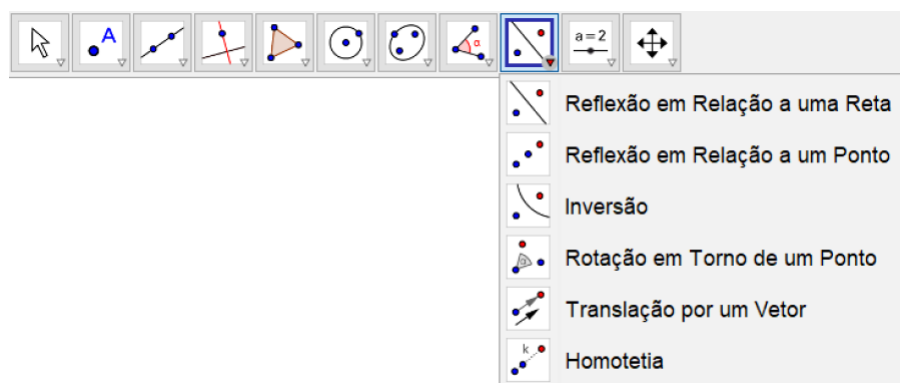 A
α
a=2
Reflexão em Relação a uma Reta
Reflexão em Relação a um Ponto
Inversão
α
Rotação em Torno de um Ponto
Translação por um Vetor
k
Homotetia